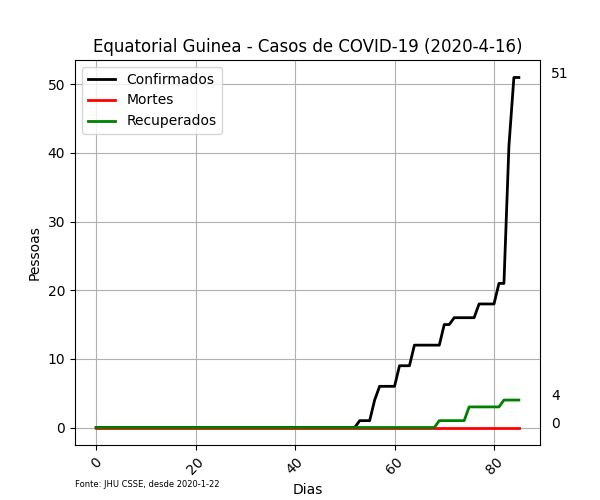 Equatorial Guinea - Casos de COVID-19 (2020-4-16)
Confirmados
Mortes
Recuperados
51
4
0
50
40
30
20
10
0
Pessoas
0
20
40
60
80
Dias
Fonte: JHU CSSE, desde 2020-1-22